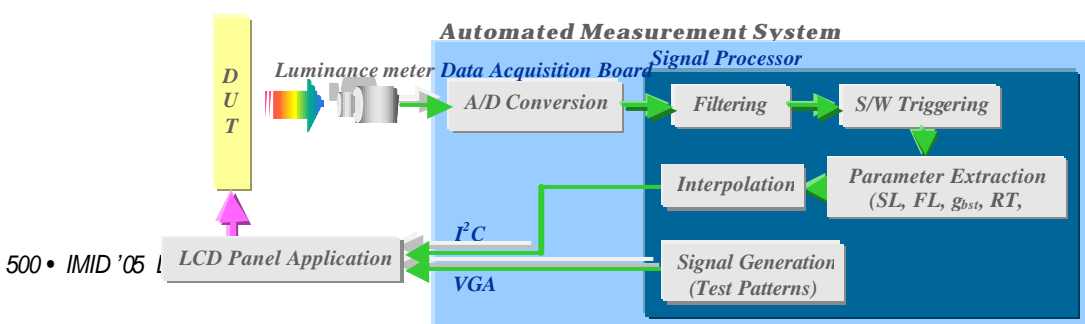 Automated Measurement System
Signal Processor
Luminance meter
Data Acquisition Board
D
U
T
A/D Conversion
Filtering
S/W Triggering
Interpolation
Parameter Extraction
(SL, FL, gbst, RT,
I²C
LCD Panel Application
500 • IMID '05
VGA
Signal Generation
(Test Patterns)